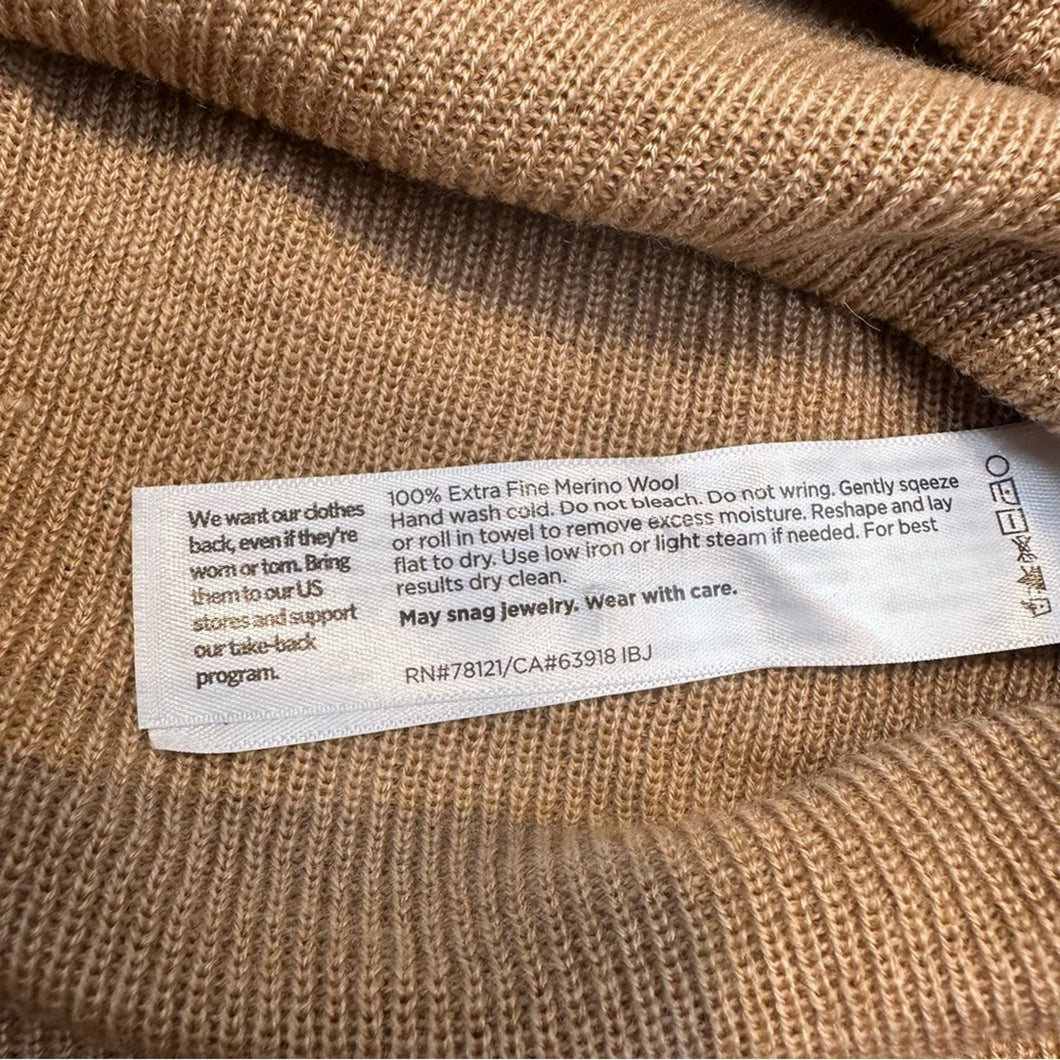 We want our clothes
back, even if they're
worn or torn. Bring
them to our US
stores and support
our take-back
program.
100% Extra Fine Merino Wool
Hand wash cold. Do not bleach. Do not wring. Gently sqeeze
or roll in towel to remove excess moisture. Reshape and lay
flat to dry. Use low iron or light steam if needed. For best
results dry clean.
May snag jewelry. Wear with care.
RN#78121/CA#63918 IBJ